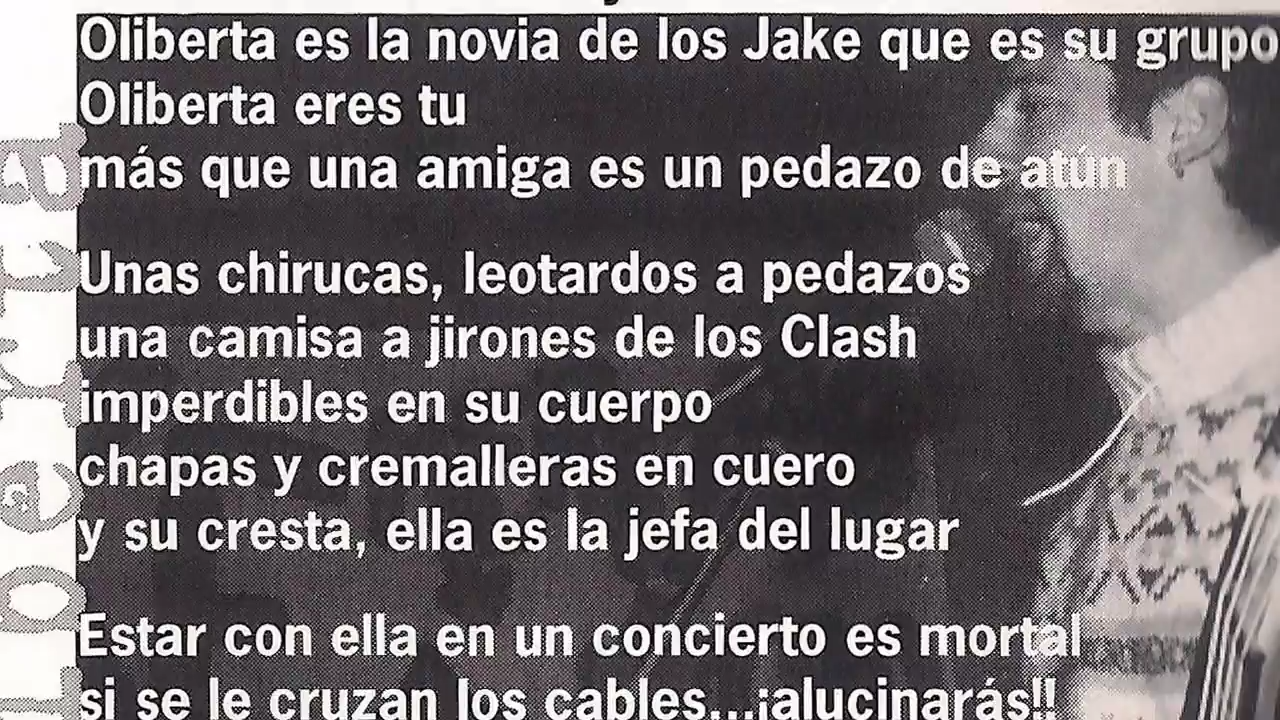 Oliberta es la novia de los Jake que es su grupo
Oliberta eres tu
más que una amiga es un pedazo de atún
Unas chirucas, leotardos a pedazos
una camisa a jirones de los Clash
imperdibles en su cuerpo
chapas y cremalleras en cuero
y su cresta, ella es la jefa del lugar
Estar con ella en un concierto es mortal
si se le cruzan los cables...¡alucinarás!!